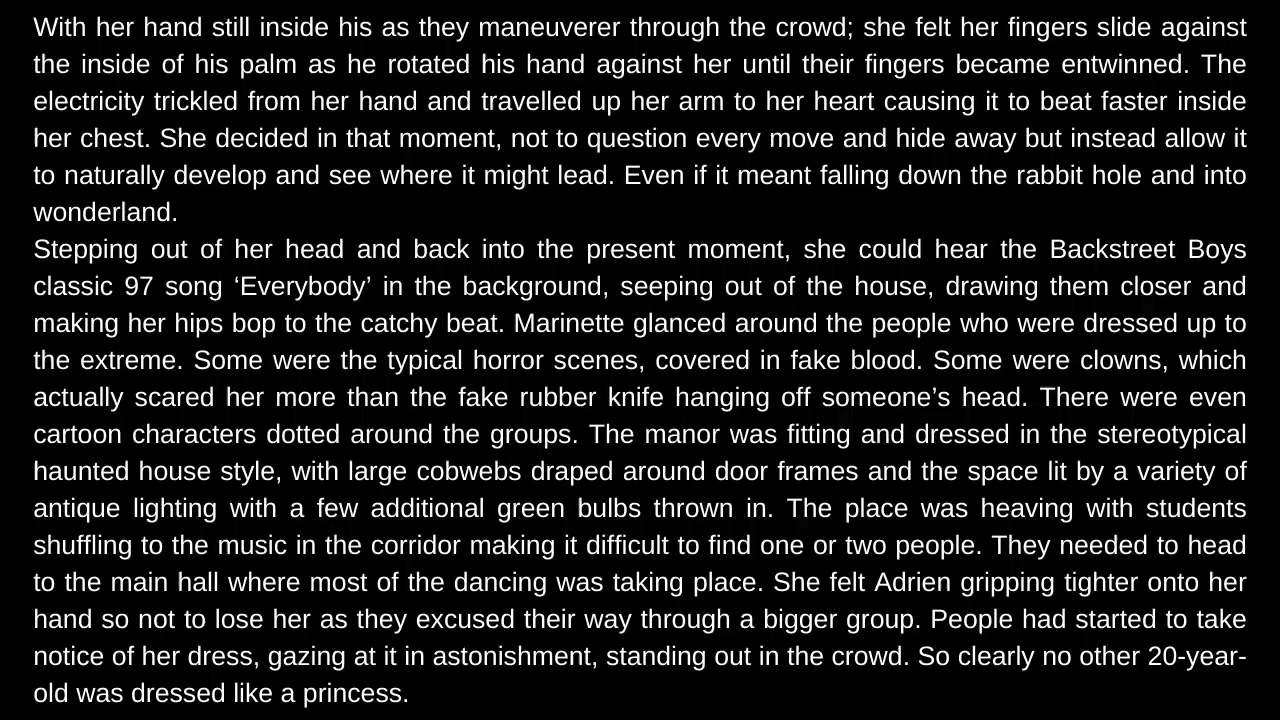 With her hand still inside his as they maneuverer through the crowd; she felt her fingers slide against
the inside of his palm as he rotated his hand against her until their fingers became entwinned. The
electricity trickled from her hand and travelled up her arm to her heart causing it to beat faster inside
her chest. She decided in that moment, not to question every move and hide away but instead allow it
to naturally develop and see where it might lead. Even if it meant falling down the rabbit hole and into
wonderland.
Stepping out of her head and back into the present moment, she could hear the Backstreet Boys
classic 97 song ‘Everybody’ in the background, seeping out of the house, drawing them closer and
making her hips bop to the catchy beat. Marinette glanced around the people who were dressed up to
the extreme. Some were the typical horror scenes, covered in fake blood. Some were clowns, which
actually scared her more than the fake rubber knife hanging off someone’s head. There were even
cartoon characters dotted around the groups. The manor was fitting and dressed in the stereotypical
haunted house style, with large cobwebs draped around door frames and the space lit by a variety of
antique lighting with a few additional green bulbs thrown in. The place was heaving with students
shuffling to the music in the corridor making it difficult to find one or two people. They needed to head
to the main hall where most of the dancing was taking place. She felt Adrien gripping tighter onto her
hand so not to lose her as they excused their way through a bigger group. People had started to take
notice of her dress, gazing at it in astonishment, standing out in the crowd. So clearly no other 20-year-
old was dressed like a princess.